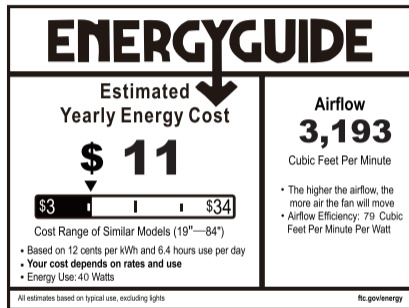 ENERGYGUIDE
Estimated
Yearly Energy Cost
$ 11
$3 $34
Cost Range of Similar Models (19"—84")
• Based on 12 cents per kWh and 6.4 hours use per day
• Your cost depends on rates and use
• Energy Use: 40 Watts
Airflow
3,193
Cubic Feet Per Minute
• The higher the airflow, the
more air the fan will move
• Airflow Efficiency: 79 Cubic
Feet Per Minute Per Watt
All estimates based on typical use, excluding lights
ftc.gov/energy